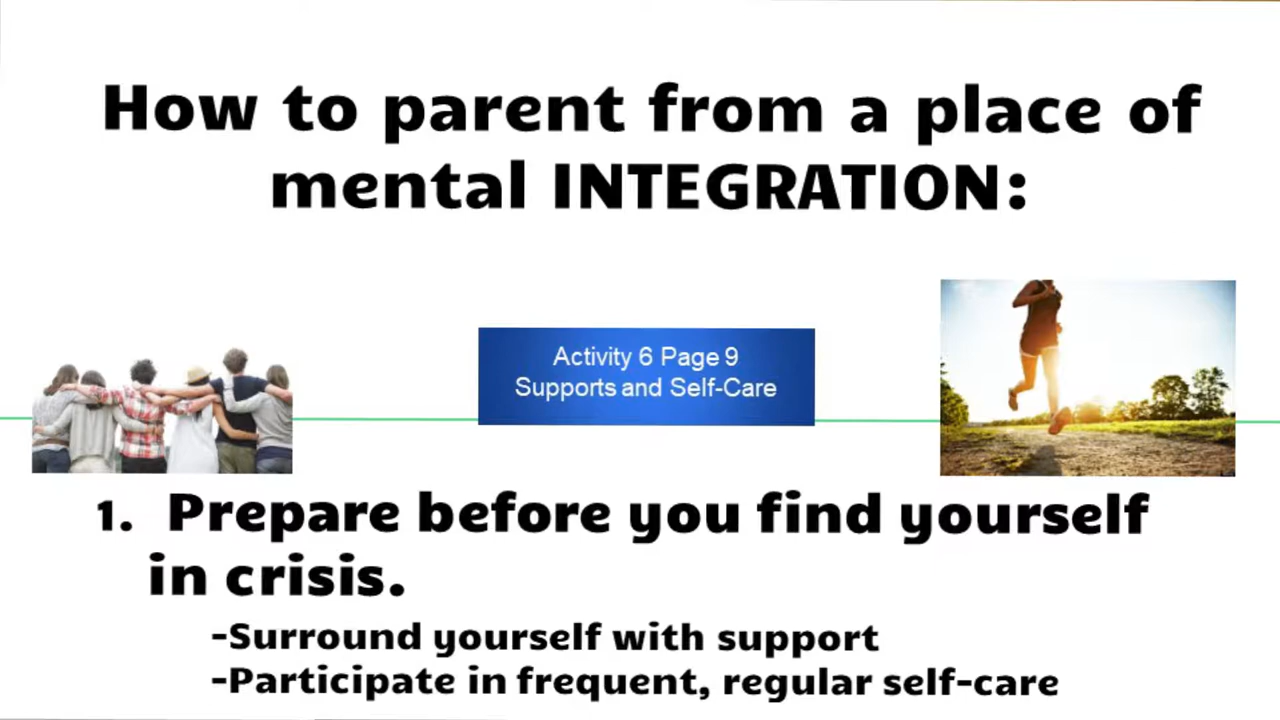 How to parent from a place of
mental INTEGRATION:
Activity 6 Page 9
Supports and Self-Care
1. Prepare before you find yourself
in crisis.
-Surround yourself with support
-Participate in frequent, regular self-care